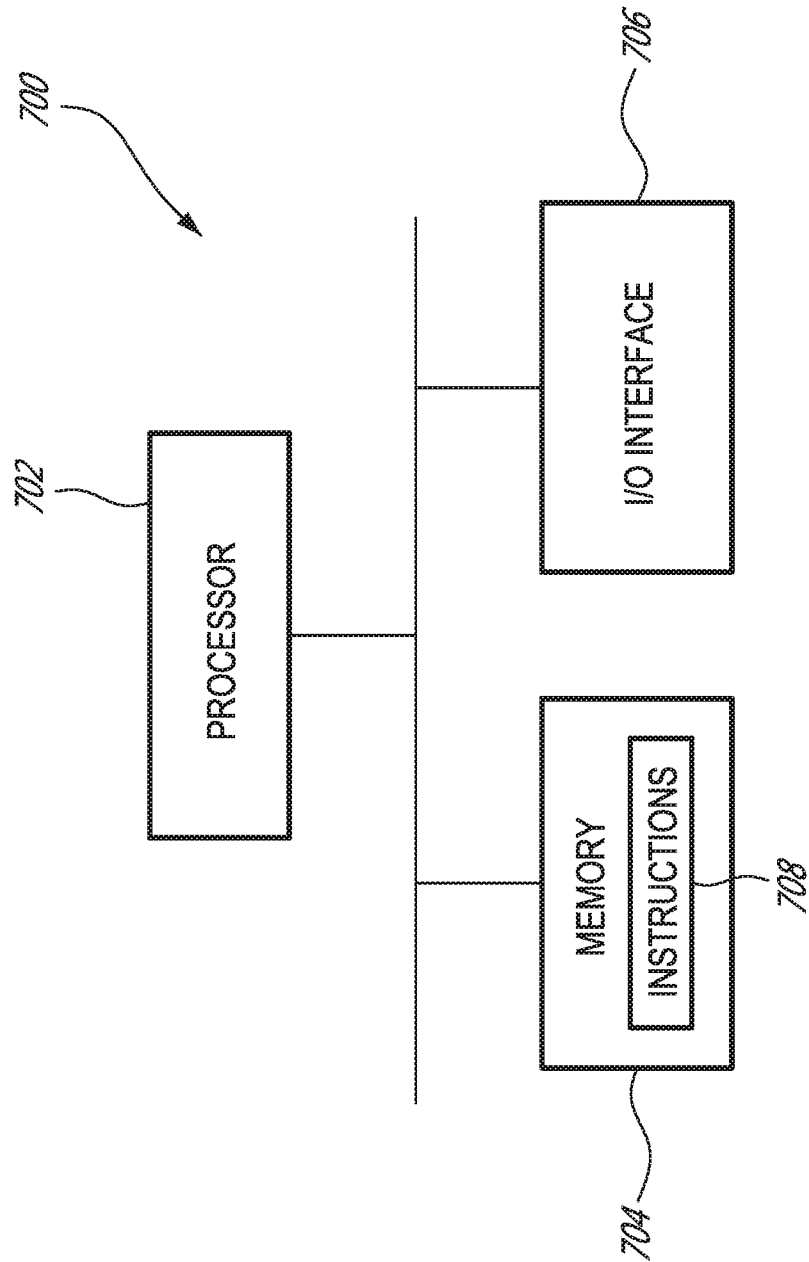 700
702
PROCESSOR
MEMORY
INSTRUCTIONS
704
708
I/O INTERFACE
706